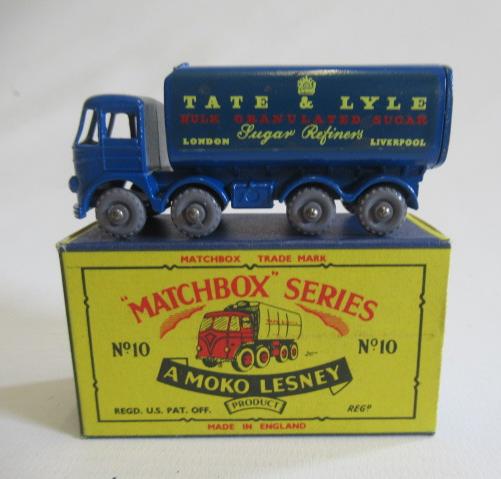 TATE & LYLE
BULK GRANULATED SUGAR
Sugar Refiners
LONDON LIVERPOOL
MATCHBOX TRADE MARK
"MATCHBOX" SERIES
Nº10 Nº10
A MOKO LESNEY
PRODUCT
REGD. U.S. PAT. OFF. REGD
MADE IN ENGLAND